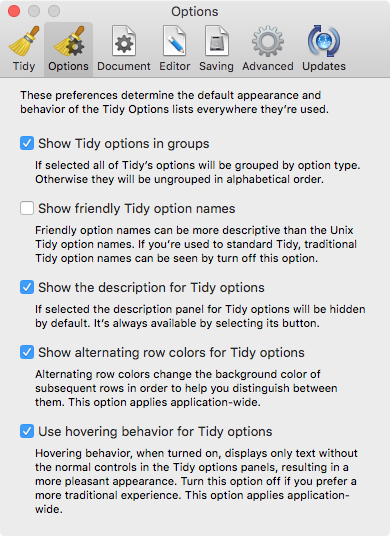 Options
Tidy Options Document Editor Saving Advanced Updates
These preferences determine the default appearance and
behavior of the Tidy Options lists everywhere they're used.
Show Tidy options in groups
If selected all of Tidy's options will be grouped by option type.
Otherwise they will be ungrouped in alphabetical order.
Show friendly Tidy option names
Friendly option names can be more descriptive than the Unix
Tidy option names. If you're used to standard Tidy, traditional
Tidy option names can be seen by turn off this option.
Show the description for Tidy options
If selected the description panel for Tidy options will be hidden
by default. It's always available by selecting its button.
Show alternating row colors for Tidy options
Alternating row colors change the background color of
subsequent rows in order to help you distinguish between
them. This option applies application-wide.
Use hovering behavior for Tidy options
Hovering behavior, when turned on, displays only text without
the normal controls in the Tidy options panels, resulting in a
more pleasant appearance. Turn this option off if you prefer a
more traditional experience. This option applies application-
wide.